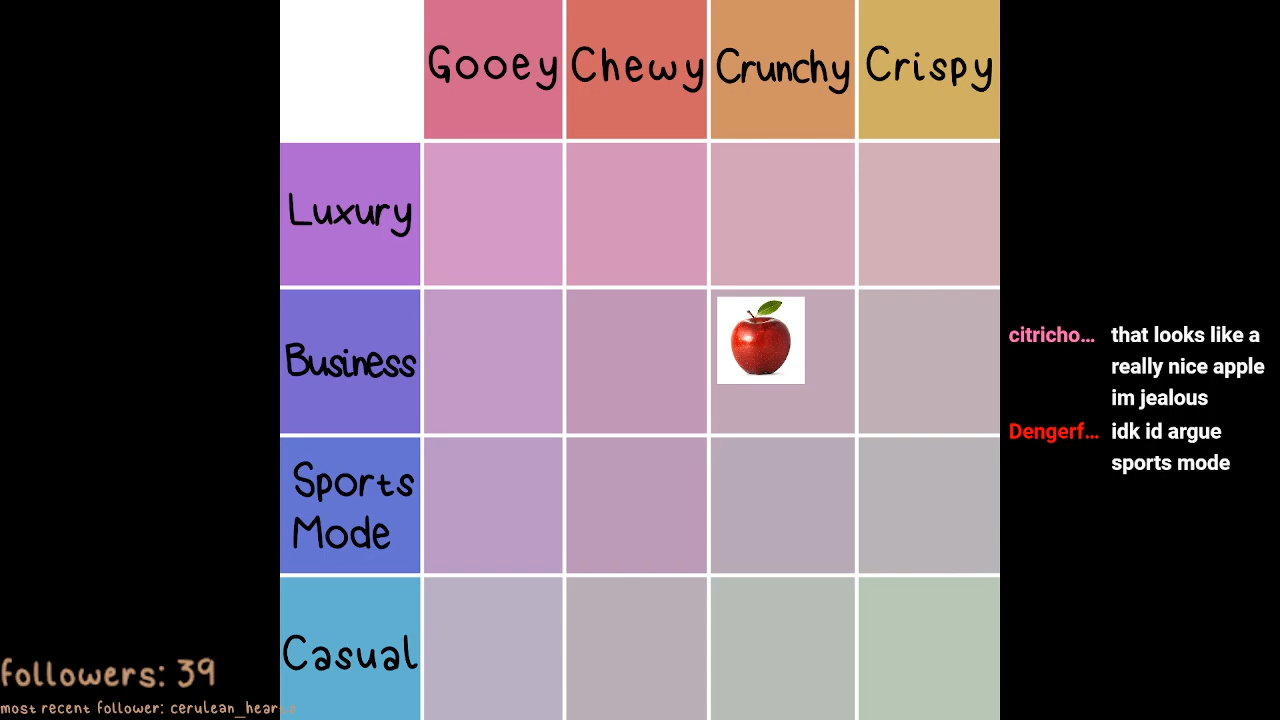 Gooey Chewy Crunchy Crispy
Luxury
Business
Sports
Mode
Casual
citricho… that looks like a
really nice apple
im jealous
Dengerf… idk id argue
sports mode
followers: 39
most recent follower: cerulean_hear